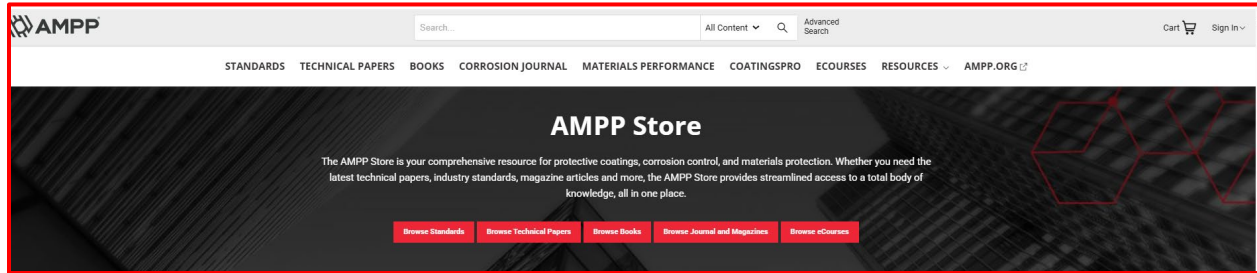 AMPP
Search...
All Content
Advanced
Search
Cart
Sign In
STANDARDS TECHNICAL PAPERS BOOKS CORROSION JOURNAL MATERIALS PERFORMANCE COATINGSPRO ECOURSES RESOURCES AMPP.ORG
AMPP Store
The AMPP Store is your comprehensive resource for protective coatings, corrosion control, and materials protection. Whether you need the
latest technical papers, industry standards, magazine articles and more, the AMPP Store provides streamlined access to a total body of
knowledge, all in one place.
Browse Standards Browse Technical Papers Browse Books Browse Journal and Magazines Browse eCourses